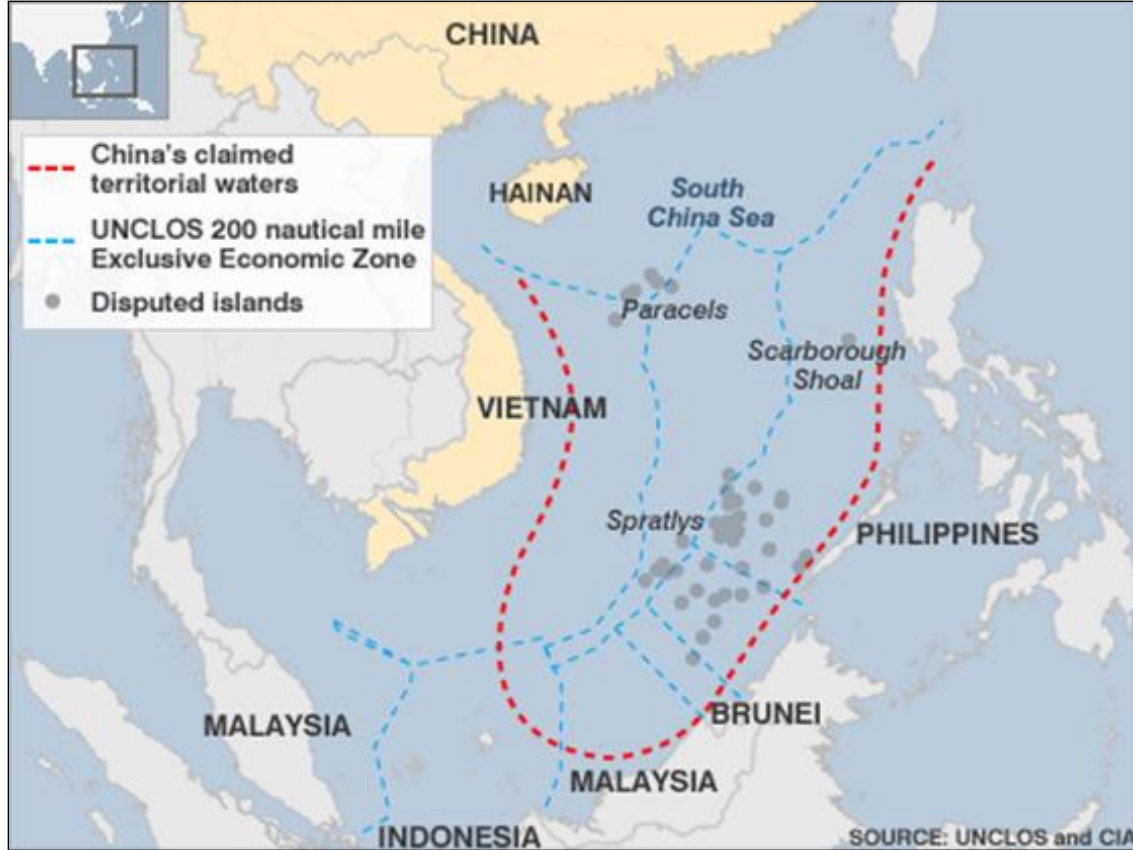 CHINA
China's claimed
territorial waters
UNCLOS 200 nautical mile
Exclusive Economic Zone
Disputed islands
HAINAN
South
China Sea
Paracels
Scarborough
Shoal
VIETNAM
Spratlys
PHILIPPINES
MALAYSIA
BRUNEI
MALAYSIA
INDONESIA
SOURCE: UNCLOS and CIA